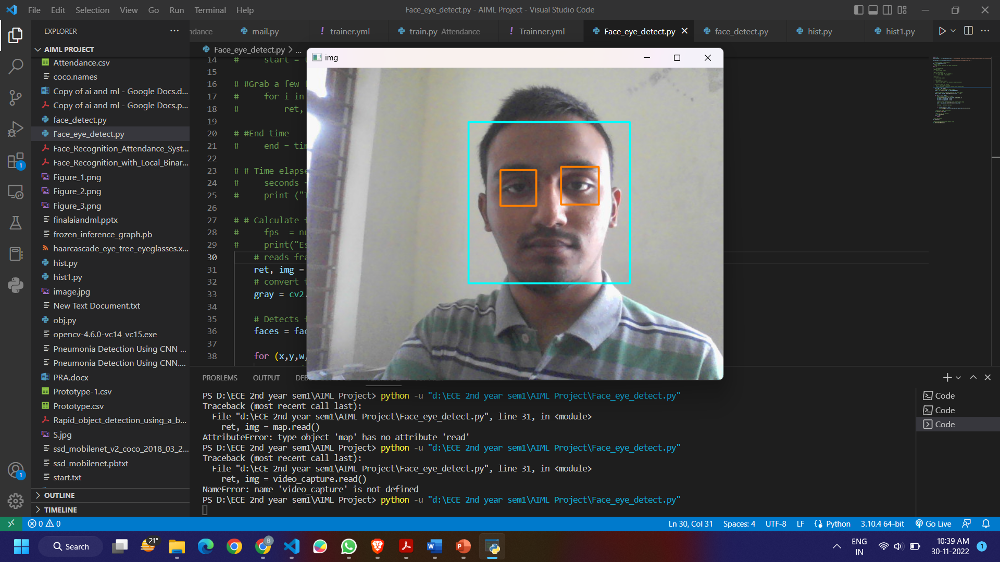 File Edit Selection View Go Run Terminal Help
Face_eye_detect.py - AIML Project - Visual Studio Code
EXPLORER
ndance
mail.py
! trainer.yml
train.py Attendance
! Trainner.yml
Face_eye_detect.py
face_detect.py
hist.py
hist1.py
AIML PROJECT
Attendance.csv
coco.names
Copy of ai and ml - Google Docs.d...
Copy of ai and ml - Google Docs.p...
face_detect.py
Face_eye_detect.py
Face_Recognition_Attendance_Syst...
Face_Recognition_with_Local_Binar...
Figure_1.png
Figure_2.png
Figure_3.png
finalaiandml.pptx
frozen_inference_graph.pb
haarcascade_eye_tree_eyeglasses.x...
hist.py
hist1.py
image.jpg
New Text Document.txt
obj.py
opencv-4.6.0-vc14_vc15.exe
Pneumonia Detection Using CNN ...
Pneumonia Detection Using CNN....
PRA.docx
Prototype-1.csv
Prototype.csv
Rapid_object_detection_using_a_b...
S.jpg
ssd_mobilenet_v2_coco_2018_03_2...
ssd_mobilenet.pbtxt
start.txt
OUTLINE
TIMELINE
Face_eye_detect.py > ...
14 # start = t
15
16 # #Grab a few f
17 # for i in
18 # ret,
19
20 # #End time
21 # end = tim
22
23 # # Time elapse
24 # seconds =
25 # print ("T
26
27 # # Calculate f
28 # fps = nu
29 # print("Es
30 # reads fra
31 ret, img =
32 # convert t
33 gray = cv2.
34
35 # Detects f
36 faces = fac
37
38 for (x,y,w,
img
PROBLEMS OUTPUT
PS D:\ECE 2nd year sem1\AIML Project> python -u "d:\ECE 2nd year sem1\AIML Project\Face_eye_detect.py"
Traceback (most recent call last):
File "d:\ECE 2nd year sem1\AIML Project\Face_eye_detect.py", line 31, in <module>
ret, img = map.read()
AttributeError: type object 'map' has no attribute 'read'
PS D:\ECE 2nd year sem1\AIML Project> python -u "d:\ECE 2nd year sem1\AIML Project\Face_eye_detect.py"
Traceback (most recent call last):
File "d:\ECE 2nd year sem1\AIML Project\Face_eye_detect.py", line 31, in <module>
ret, img = video_capture.read()
NameError: name 'video_capture' is not defined
PS D:\ECE 2nd year sem1\AIML Project> python -u "d:\ECE 2nd year sem1\AIML Project\Face_eye_detect.py"
Code
Code
Code
1
1
0 0
Ln 30, Col 31 Spaces: 4 UTF-8 LF Python 3.10.4 64-bit Go Live
Search
21°
B
ENG
IN
10:39 AM
30-11-2022
1